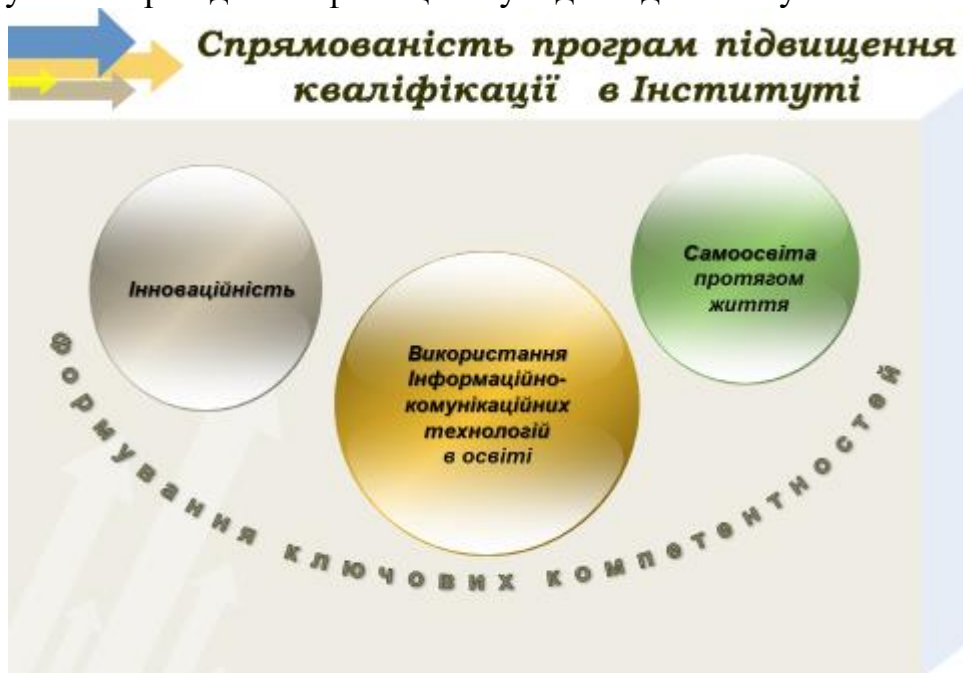 Спрямованість програм підвищення
кваліфікації в Інституті
Інноваційність
Самоосвіта
протягом
життя
Використання
Інформаційно-
комунікаційних
технологій
в освіті
Формування ключових компетентностей